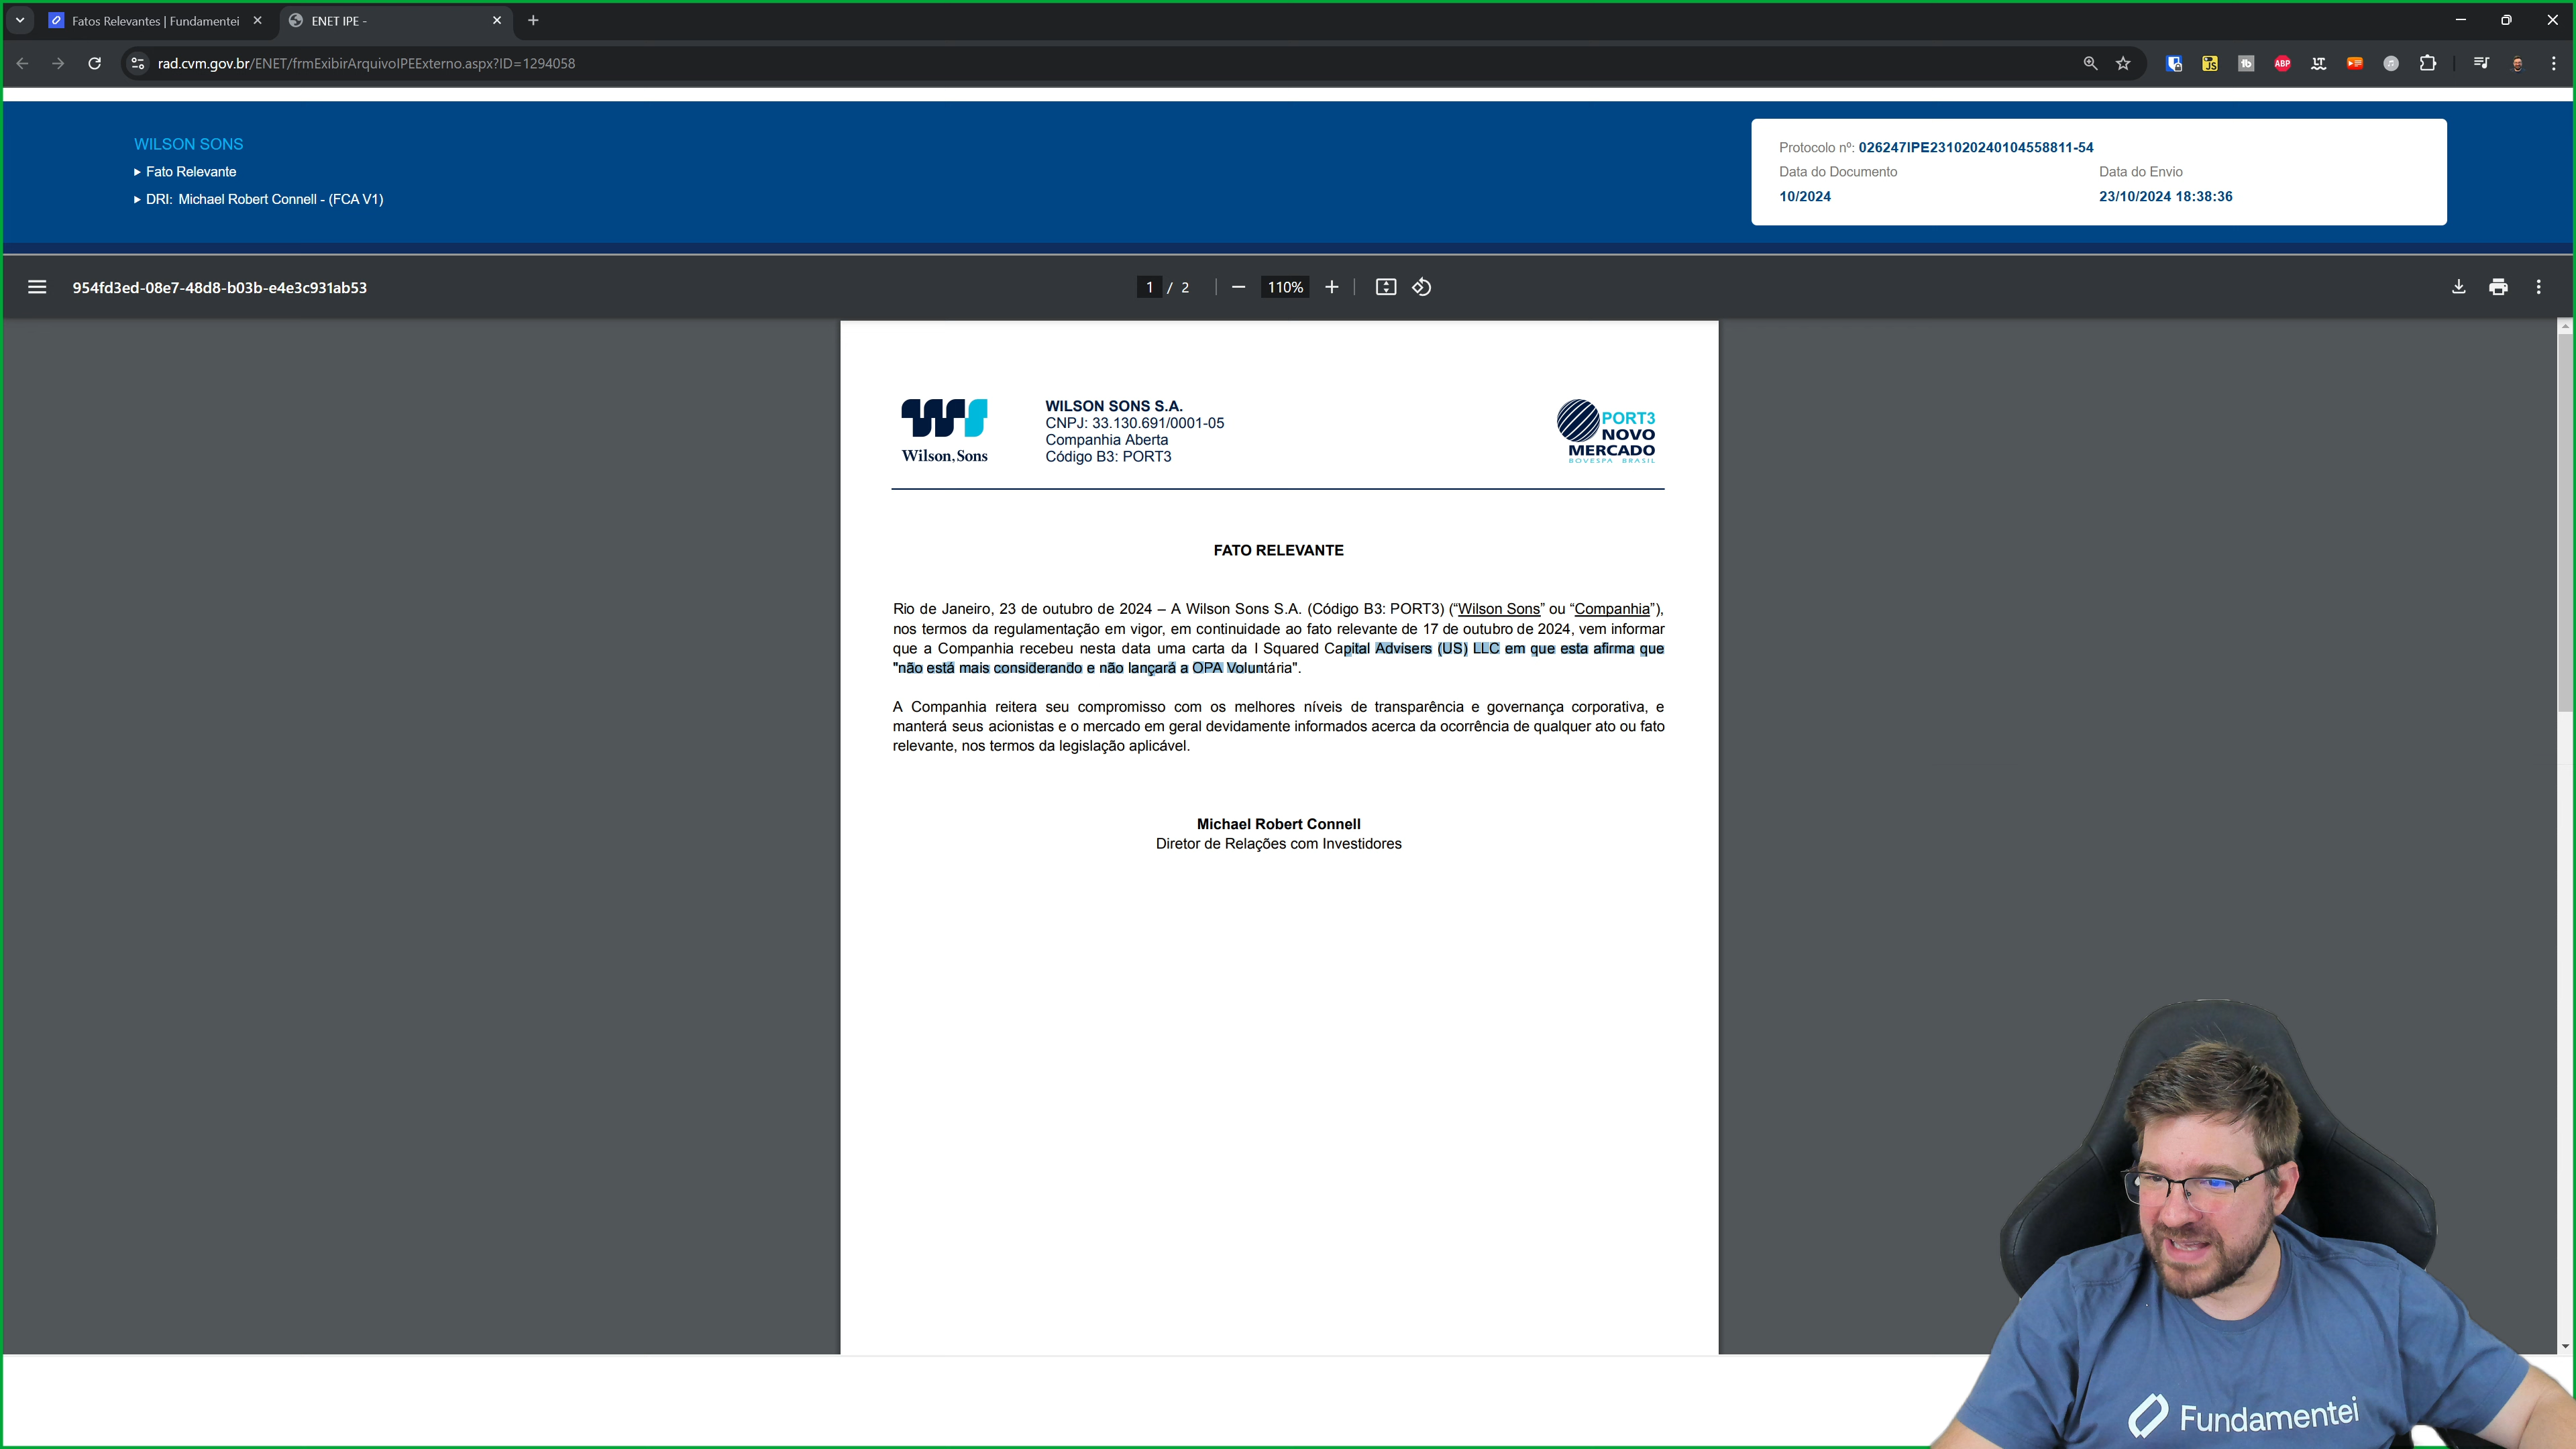 Fatos Relevantes | Fundamentei
ENET IPE -
rad.cvm.gov.br/ENET/frmExibirArquivoIPEExterno.aspx?ID=1294058
WILSON SONS
Fato Relevante
DRI: Michael Robert Connell - (FCA V1)
Protocolo nº: 026247IPE231020240104558811-54
Data do Documento
Data do Envio
10/2024
23/10/2024 18:38:36
954fd3ed-08e7-48d8-b03b-e4e3c931ab53
1 / 2
110%
Wilson, Sons
WILSON SONS S.A.
CNPJ: 33.130.691/0001-05
Companhia Aberta
Código B3: PORT3
PORT3
NOVO
MERCADO
BOVESPA BRASIL
FATO RELEVANTE
Rio de Janeiro, 23 de outubro de 2024 – A Wilson Sons S.A. (Código B3: PORT3) (“Wilson Sons” ou “Companhia”),
nos termos da regulamentação em vigor, em continuidade ao fato relevante de 17 de outubro de 2024, vem informar
que a Companhia recebeu nesta data uma carta da I Squared Capital Advisers (US) LLC em que esta afirma que
"não está mais considerando e não lançará a OPA Voluntária".
A Companhia reitera seu compromisso com os melhores níveis de transparência e governança corporativa, e
manterá seus acionistas e o mercado em geral devidamente informados acerca da ocorrência de qualquer ato ou fato
relevante, nos termos da legislação aplicável.
Michael Robert Connell
Diretor de Relações com Investidores
ABP
JS
Fundamentei